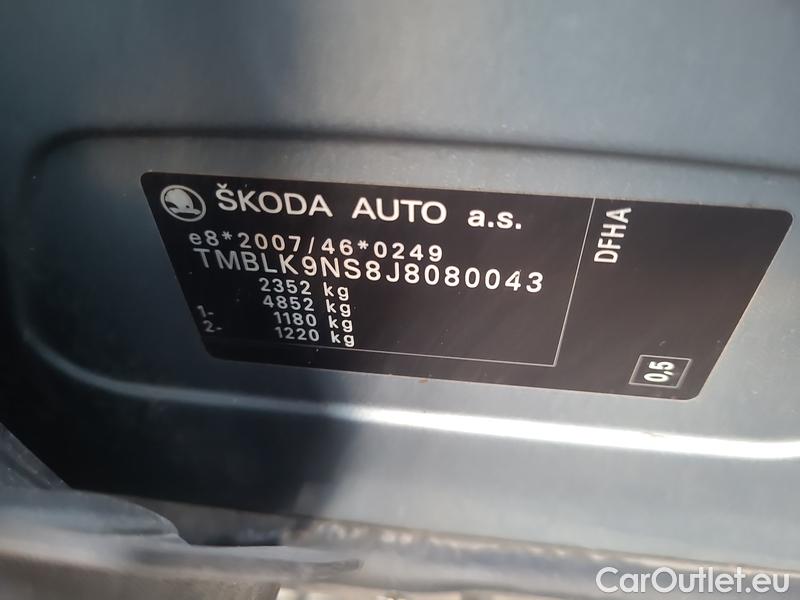 ŠKODA AUTO a.s.
e8*2007/46*0249
TMBLK9NS8J8080043
2352 kg
4852 kg
1- 1180 kg
2- 1220 kg
DFHA
0,5
CarOutlet.eu